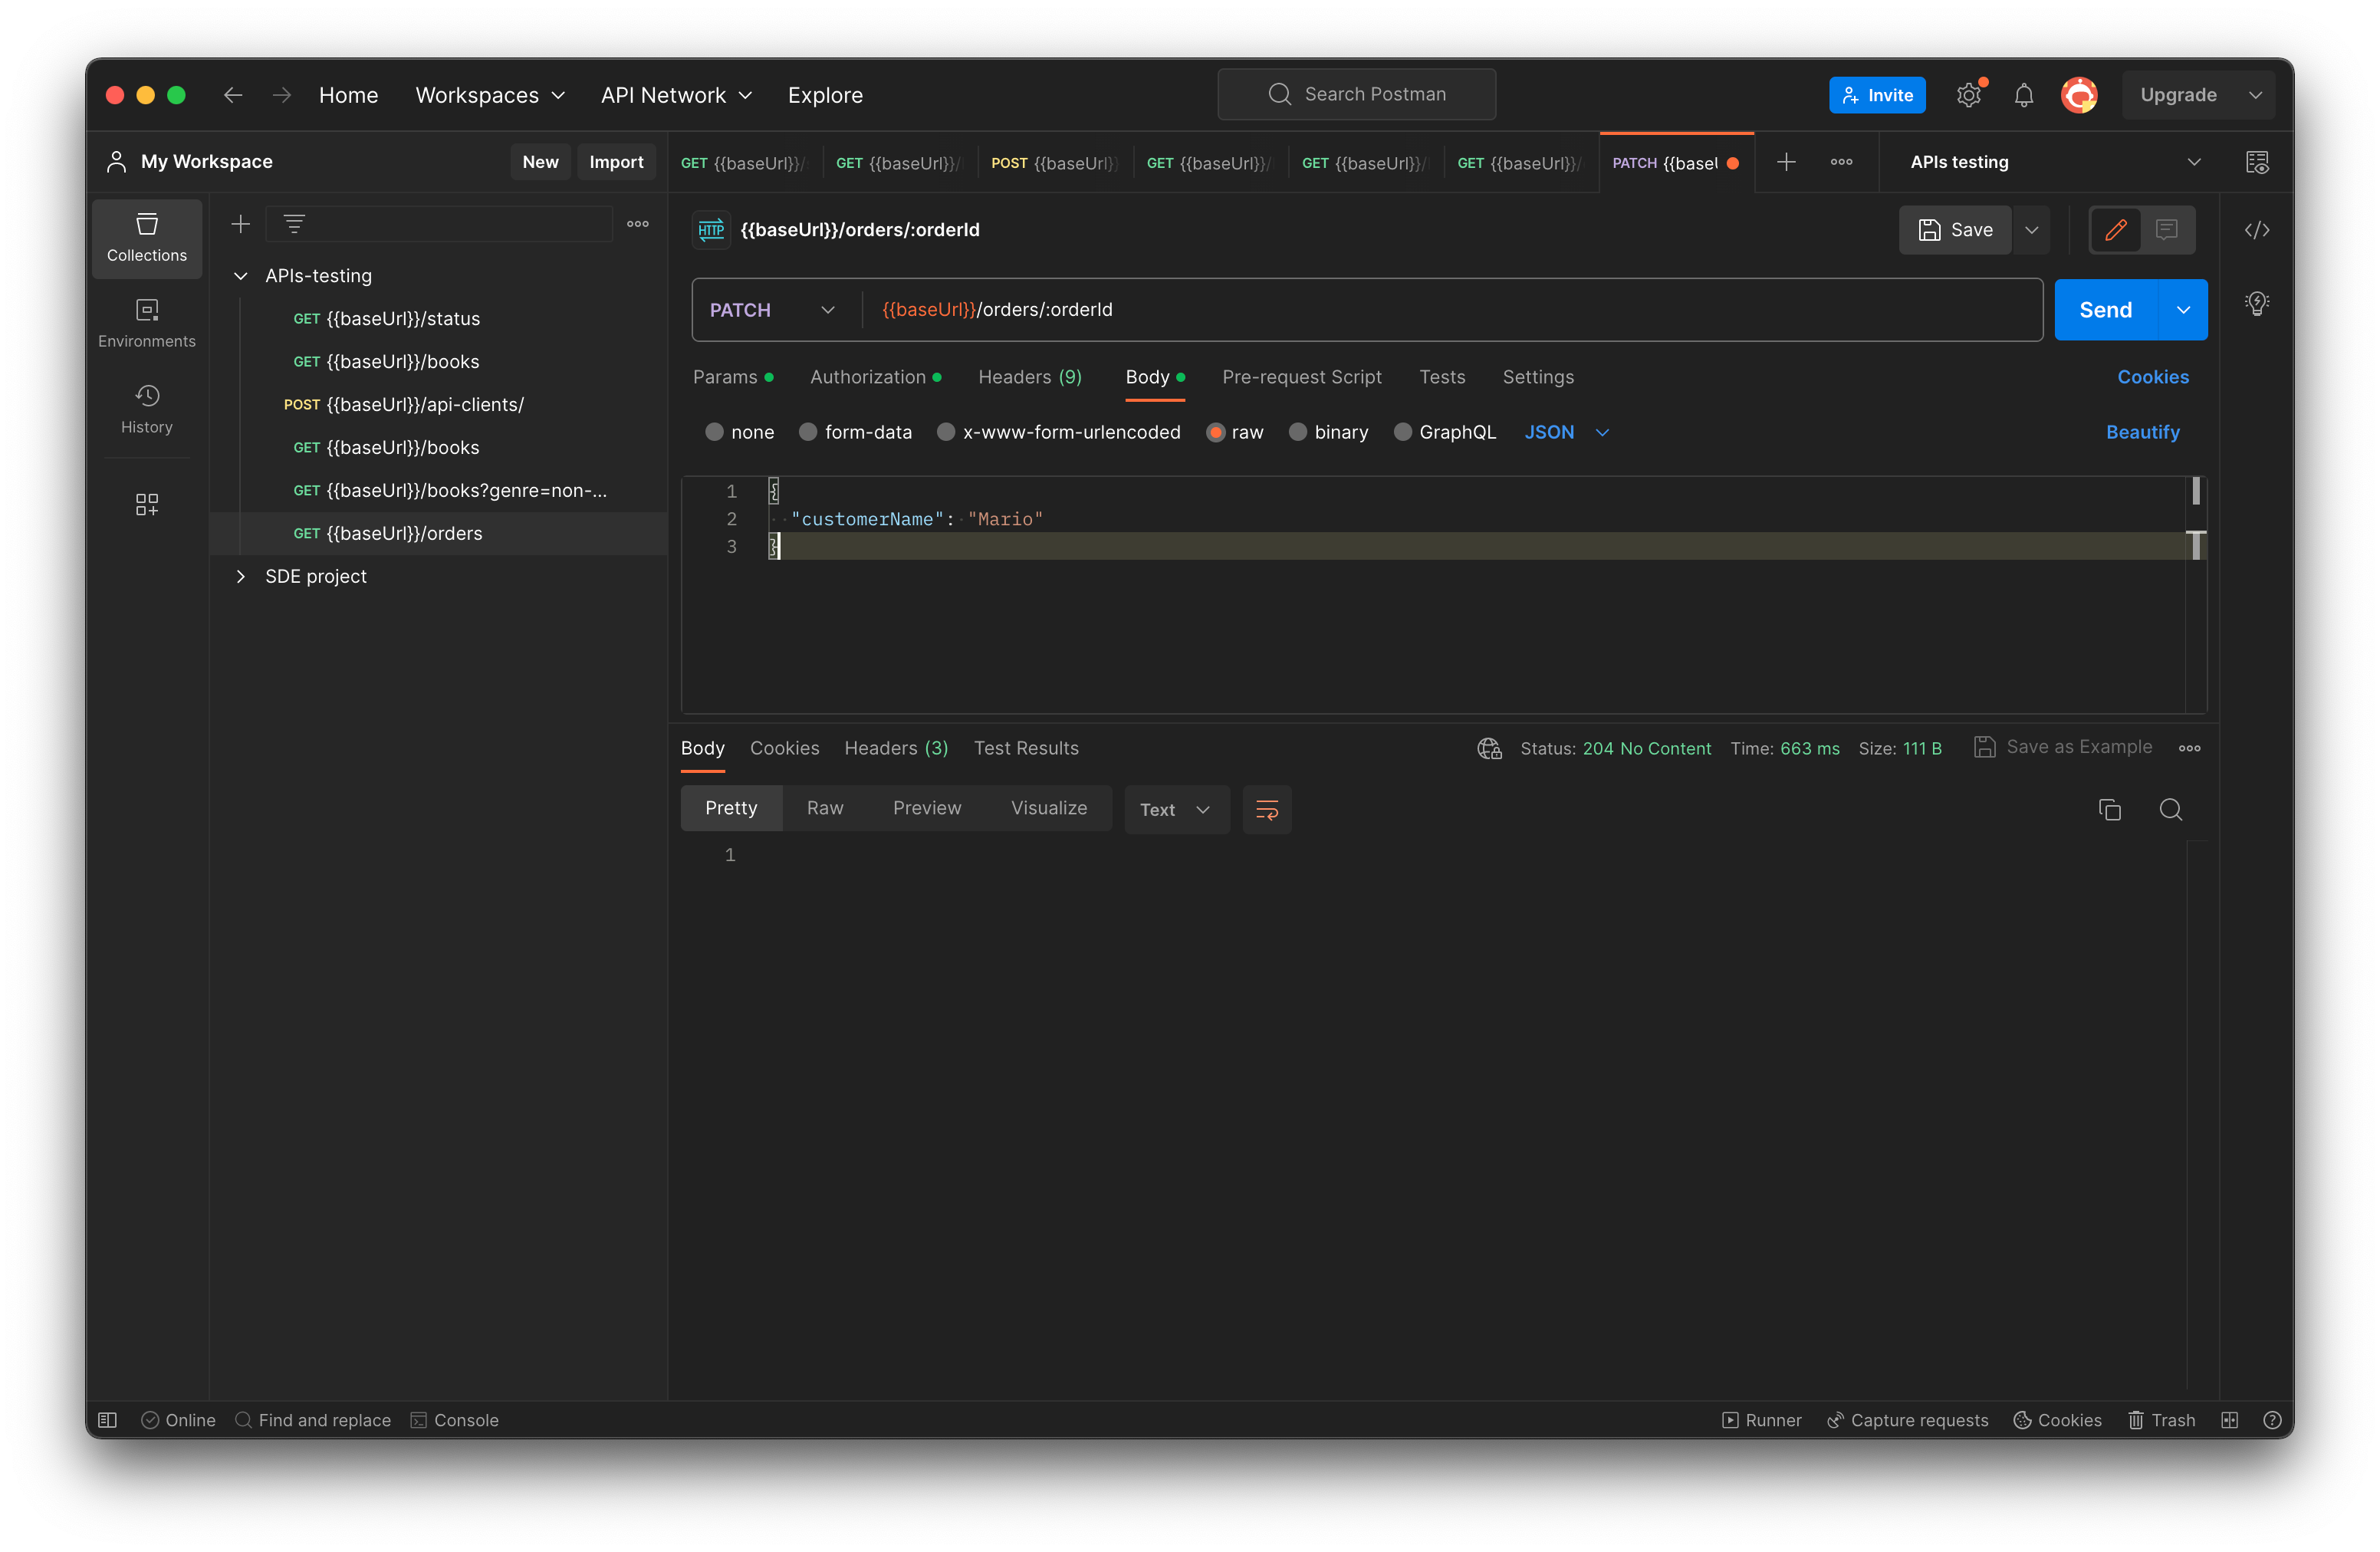 Home Workspaces API Network Explore Search Postman Invite Upgrade
My Workspace New Import
GET {{baseUrl}}/ GET {{baseUrl}}/ POST {{baseUrl}} GET {{baseUrl}}/ GET {{baseUrl}}/ GET {{baseUrl}}/ PATCH {{baseU APIs testing
Collections
Environments
History
APIs-testing
GET {{baseUrl}}/status
GET {{baseUrl}}/books
POST {{baseUrl}}/api-clients/
GET {{baseUrl}}/books
GET {{baseUrl}}/books?genre=non-...
GET {{baseUrl}}/orders
SDE project
HTTP {{baseUrl}}/orders/:orderId Save
PATCH {{baseUrl}}/orders/:orderId Send
Params Authorization Headers (9) Body Pre-request Script Tests Settings Cookies
none form-data x-www-form-urlencoded raw binary GraphQL JSON Beautify
1 {
2 "customerName": "Mario"
3 }
Body Cookies Headers (3) Test Results Status: 204 No Content Time: 663 ms Size: 111 B Save as Example
Pretty Raw Preview Visualize Text
1
Online Find and replace Console Runner Capture requests Cookies Trash